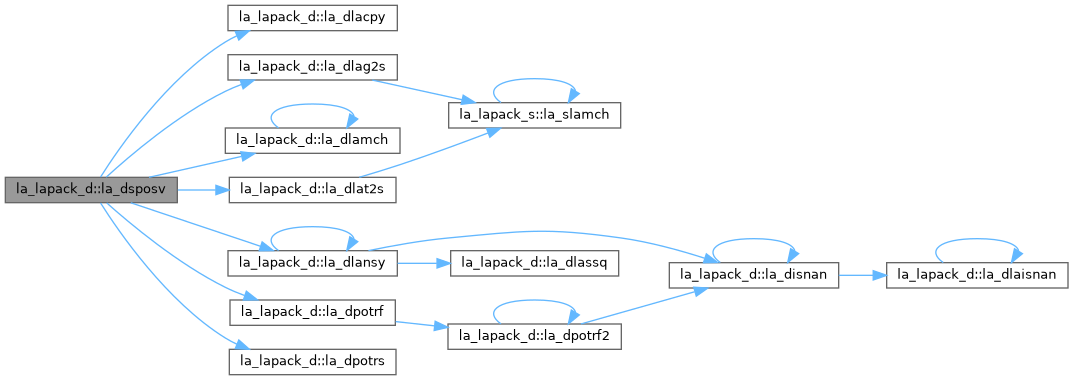 la_lapack_d::la_dlacpy
la_lapack_d::la_dlag2s
la_lapack_s::la_slamch
la_lapack_d::la_dlamch
la_lapack_d::la_dsposv
la_lapack_d::la_dlat2s
la_lapack_d::la_dlansy
la_lapack_d::la_dlassq
la_lapack_d::la_disnan
la_lapack_d::la_dlaisnan
la_lapack_d::la_dpotrf
la_lapack_d::la_dpotrf2
la_lapack_d::la_dpotrs